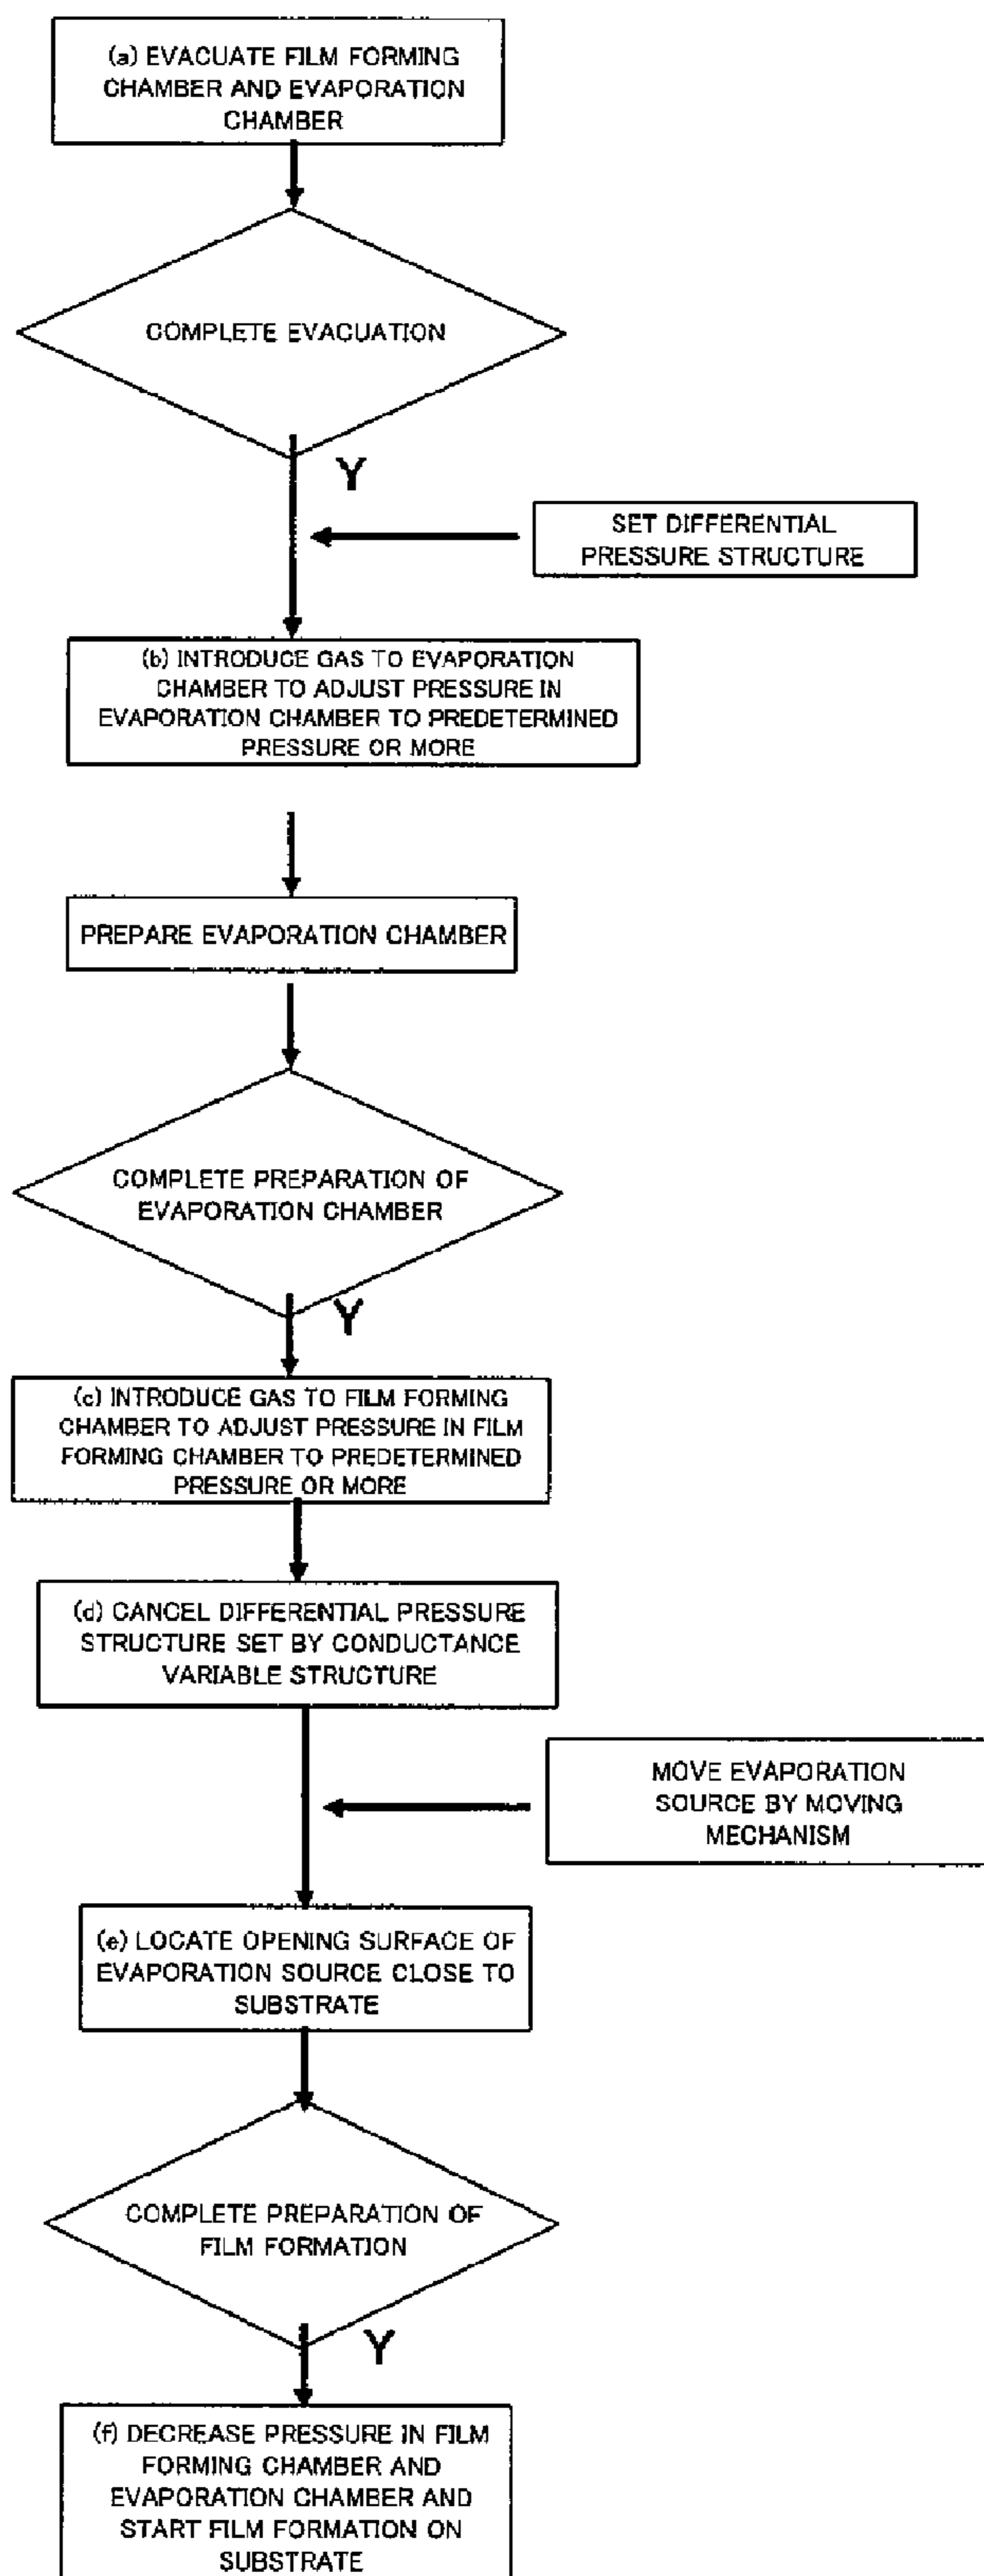 (a) EVACUATE FILM FORMING
CHAMBER AND EVAPORATION
CHAMBER
COMPLETE EVACUATION
Y
SET DIFFERENTIAL
PRESSURE STRUCTURE
(b) INTRODUCE GAS TO EVAPORATION
CHAMBER TO ADJUST PRESSURE IN
EVAPORATION CHAMBER TO PREDETERMINED
PRESSURE OR MORE
PREPARE EVAPORATION CHAMBER
COMPLETE PREPARATION OF
EVAPORATION CHAMBER
Y
(c) INTRODUCE GAS TO FILM FORMING
CHAMBER TO ADJUST PRESSURE IN FILM
FORMING CHAMBER TO PREDETERMINED
PRESSURE OR MORE
(d) CANCEL DIFFERENTIAL PRESSURE
STRUCTURE SET BY CONDUCTANCE
VARIABLE STRUCTURE
MOVE EVAPORATION
SOURCE BY MOVING
MECHANISM
(e) LOCATE OPENING SURFACE OF
EVAPORATION SOURCE CLOSE TO
SUBSTRATE
COMPLETE PREPARATION OF
FILM FORMATION
Y
(f) DECREASE PRESSURE IN FILM
FORMING CHAMBER AND
EVAPORATION CHAMBER AND
START FILM FORMATION ON
SUBSTRATE